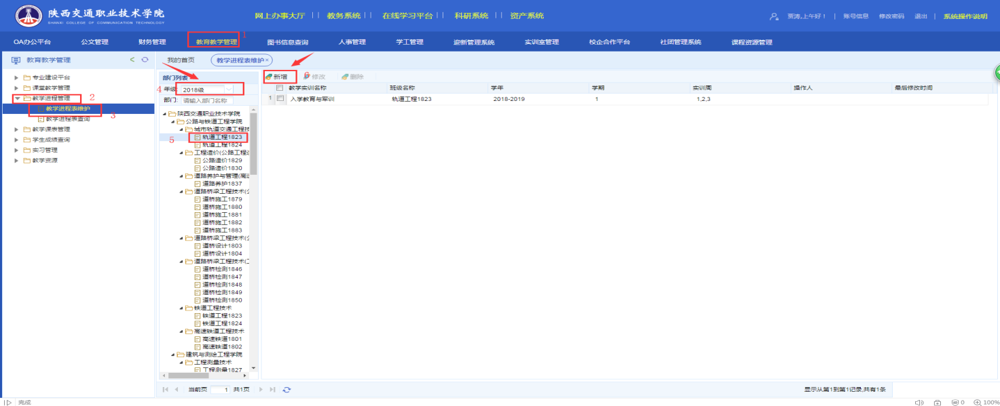 陕西交通职业技术学院
SHANXI COLLEGE OF COMMUNICATION TECHNOLOGY
网上办事大厅 || 教务系统 || 在线学习平台 || 科研系统 || 资产系统
贾涛,上午好! | 账号信息 修改密码 退出 | 系统操作说明
OA办公平台 公文管理 财务管理 教育教学管理 1 图书信息查询 人事管理 学工管理 迎新管理系统 实训室管理 校企合作平台 社团管理系统 课程资源管理
教育教学管理
专业建设平台
课堂教学管理
教学进程管理 2
教学进程表维护 3
教学进程表查询
教学课表管理
学生成绩查询
实习管理
教学资源
我的首页 教学进程表维护×
部门列表
4 年级: 2018级
部门: 请输入部门名称
陕西交通职业技术学院
公路与铁道工程学院
城市轨道交通工程技
5 轨道工程1823
轨道工程1824
工程造价(公路工程造
公路造价1829
公路造价1830
道路养护与管理(高速
道路养护1837
道路桥梁工程技术(公
道桥施工1879
道桥施工1880
道桥施工1881
道桥施工1882
道桥施工1883
道路桥梁工程技术(公
道桥设计1803
道桥设计1804
道路桥梁工程技术(工
道桥检测1846
道桥检测1847
道桥检测1848
道桥检测1849
道桥检测1850
铁道工程技术
铁道工程1823
铁道工程1824
高速铁道工程技术
高速铁道1801
高速铁道1802
建筑与测绘工程学院
工程测量技术
工程测量1827
新增 6 修改 删除
教学实训名称 班级名称 学年 学期 实训周 操作人 最后修改时间
1 入学教育与军训 轨道工程1823 2018-2019 1 1,2,3
当前页 1 共1页
显示从第1到第1记录,共有1条
完成
0 100%